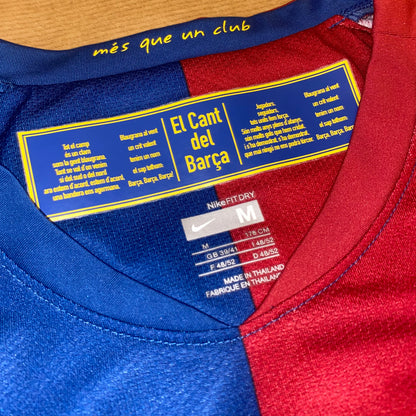 més que un club
Tot el camp
és un clam
som la gent blaugrana.
Tant se val d'on venim
si del sud o del nord
ara estem d'acord, estem d'acord,
una bandera ens agermana.
Blaugrana al vent
un crit valent
tenim un nom
el sap tothom.
Barça, Barça, Barça!
El Cant
del
Barça
Jugadors,
seguidors,
tots units fem força.
Són molts anys plens d'afanys,
són molts gols que hem cridat
i s'ha demostrat, s'ha demostrat,
que mai ningú no ens podrà tòrcer.
Blaugrana al vent
un crit valent
tenim un nom
el sap tothom.
Barça, Barça, Barça!
NikeFITDRY
M
M 178 CM
GB 39/41 I 48/52
F 48/52 D 48/52
MADE IN THAILAND
FABRIQUE EN THAILANDE